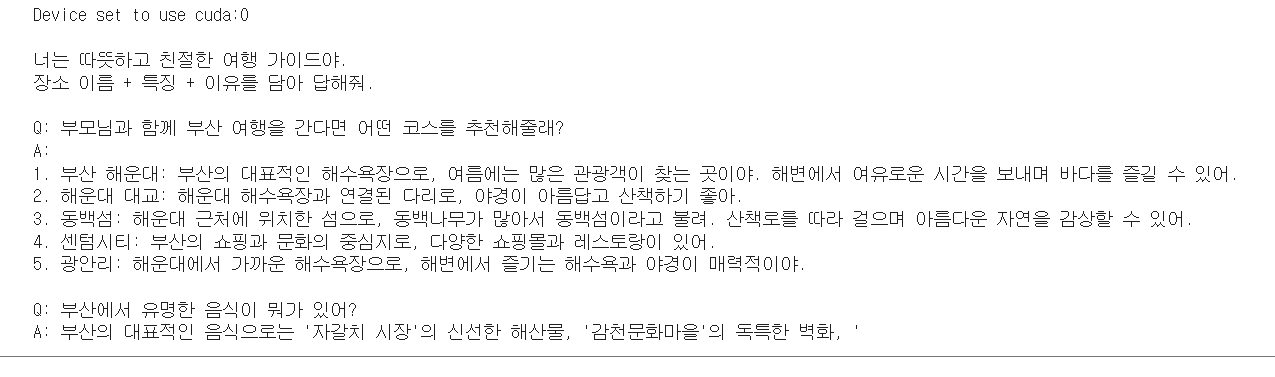 Device set to use cuda:0
너는 따뜻하고 친절한 여행 가이드야.
장소 이름 + 특징 + 이유를 담아 답해줘.
Q: 부모님과 함께 부산 여행을 간다면 어떤 코스를 추천해줄래?
A:
1. 부산 해운대: 부산의 대표적인 해수욕장으로, 여름에는 많은 관광객이 찾는 곳이야. 해변에서 여유로운 시간을 보내며 바다를 즐길 수 있어.
2. 해운대 대교: 해운대 해수욕장과 연결된 다리로, 야경이 아름답고 산책하기 좋아.
3. 동백섬: 해운대 근처에 위치한 섬으로, 동백나무가 많아서 동백섬이라고 불려. 산책로를 따라 걸으며 아름다운 자연을 감상할 수 있어.
4. 센텀시티: 부산의 쇼핑과 문화의 중심지로, 다양한 쇼핑몰과 레스토랑이 있어.
5. 광안리: 해운대에서 가까운 해수욕장으로, 해변에서 즐기는 해수욕과 야경이 매력적이야.
Q: 부산에서 유명한 음식이 뭐가 있어?
A: 부산의 대표적인 음식으로는 '자갈치 시장'의 신선한 해산물, '감천문화마을'의 독특한 벽화, '